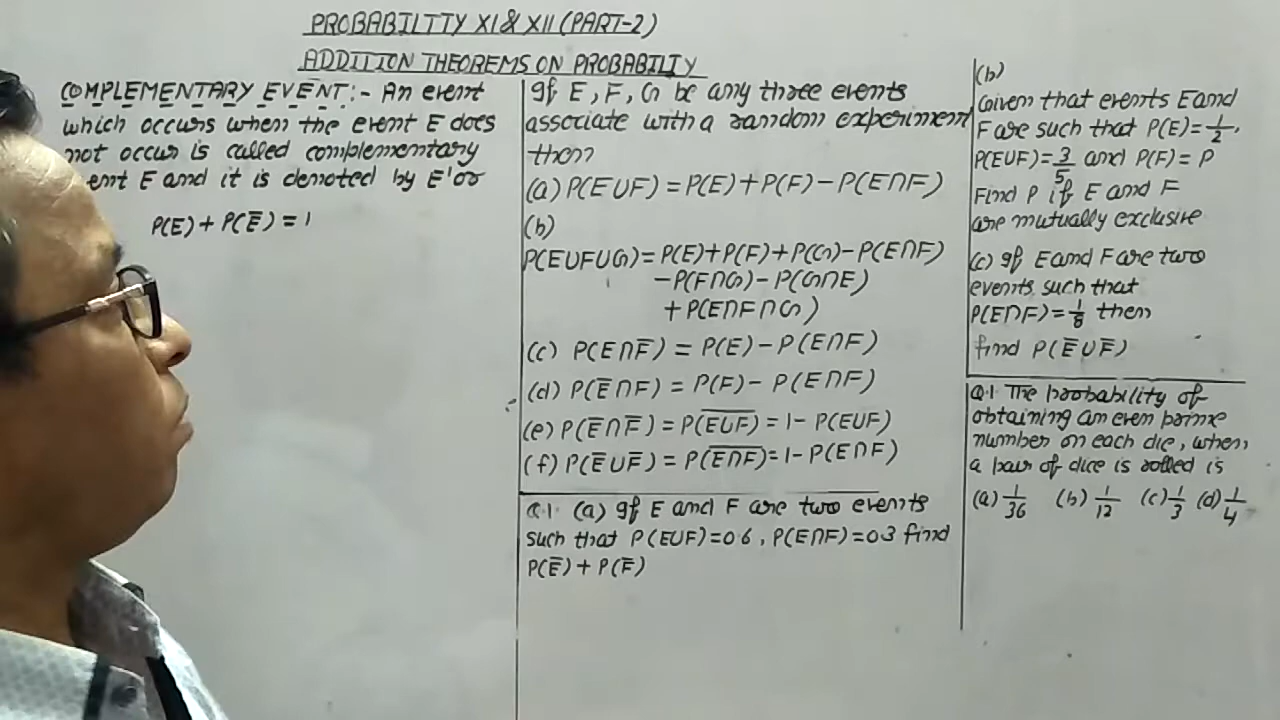 PROBABILTTY XI & XII (PART-2)
ADDITION THEOREMS ON PROBABILIY
COMPLEMENTARY EVENT:- An event
which occurs when the event E does
not occur is called complementary
ent E and it is denoted by E' or
P(E) + P(E̅) = 1
If E, F, G be any three events
associate with a random experiment
then
(a) P(E∪F) = P(E) + P(F) - P(E∩F)
(b)
P(E∪F∪G) = P(E) + P(F) + P(G) - P(E∩F)
- P(F∩G) - P(G∩E)
+ P(E∩F∩G)
(c) P(E∩F̅) = P(E) - P(E∩F)
(d) P(E̅∩F) = P(F) - P(E∩F)
(e) P(E̅∩F̅) = P(E̅∪̅F̅) = 1 - P(E∪F)
(f) P(E̅∪F̅) = P(E̅∩̅F̅) = 1 - P(E∩F)
Q.1. (a) If E and F are two events
such that P(E∪F) = 0.6, P(E∩F) = 0.3 find
P(E̅) + P(F̅)
(b)
Given that events E and
F are such that P(E) = 1/2,
P(E∪F) = 3/5 and P(F) = P
Find P if E and F
are mutually exclusive
(c) If E and F are two
events such that
P(E∩F) = 1/8 then
find P(E̅∪F̅)
Q.1. The probability of
obtaining an even prime
number on each die, when
a pair of dice is rolled is
(a) 1/36 (b) 1/12 (c) 1/3 (d) 1/4